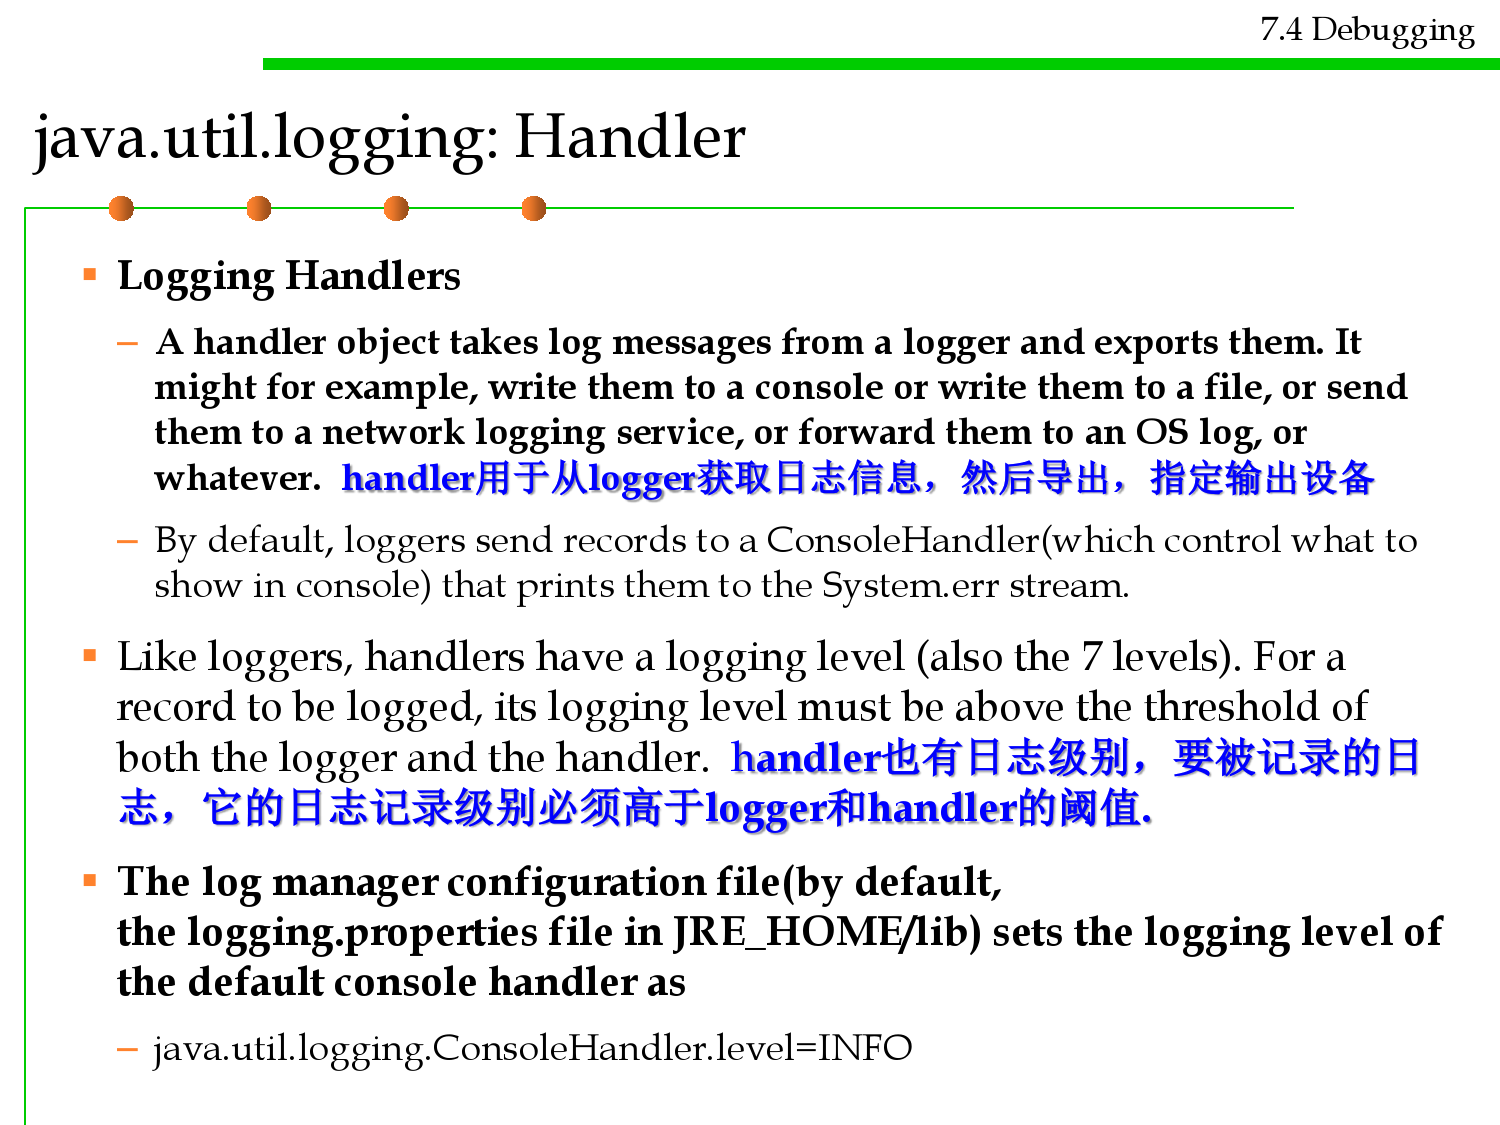 7.4 Debugging
java.util.logging: Handler
Logging Handlers
– A handler object takes log messages from a logger and exports them. It
might for example, write them to a console or write them to a file, or send
them to a network logging service, or forward them to an OS log, or
whatever. handler用于从logger获取日志信息，然后导出，指定输出设备
– By default, loggers send records to a ConsoleHandler(which control what to
show in console) that prints them to the System.err stream.
Like loggers, handlers have a logging level (also the 7 levels). For a
record to be logged, its logging level must be above the threshold of
both the logger and the handler. handler也有日志级别，要被记录的日
志，它的日志记录级别必须高于logger和handler的阈值.
The log manager configuration file(by default,
the logging.properties file in JRE_HOME/lib) sets the logging level of
the default console handler as
– java.util.logging.ConsoleHandler.level=INFO